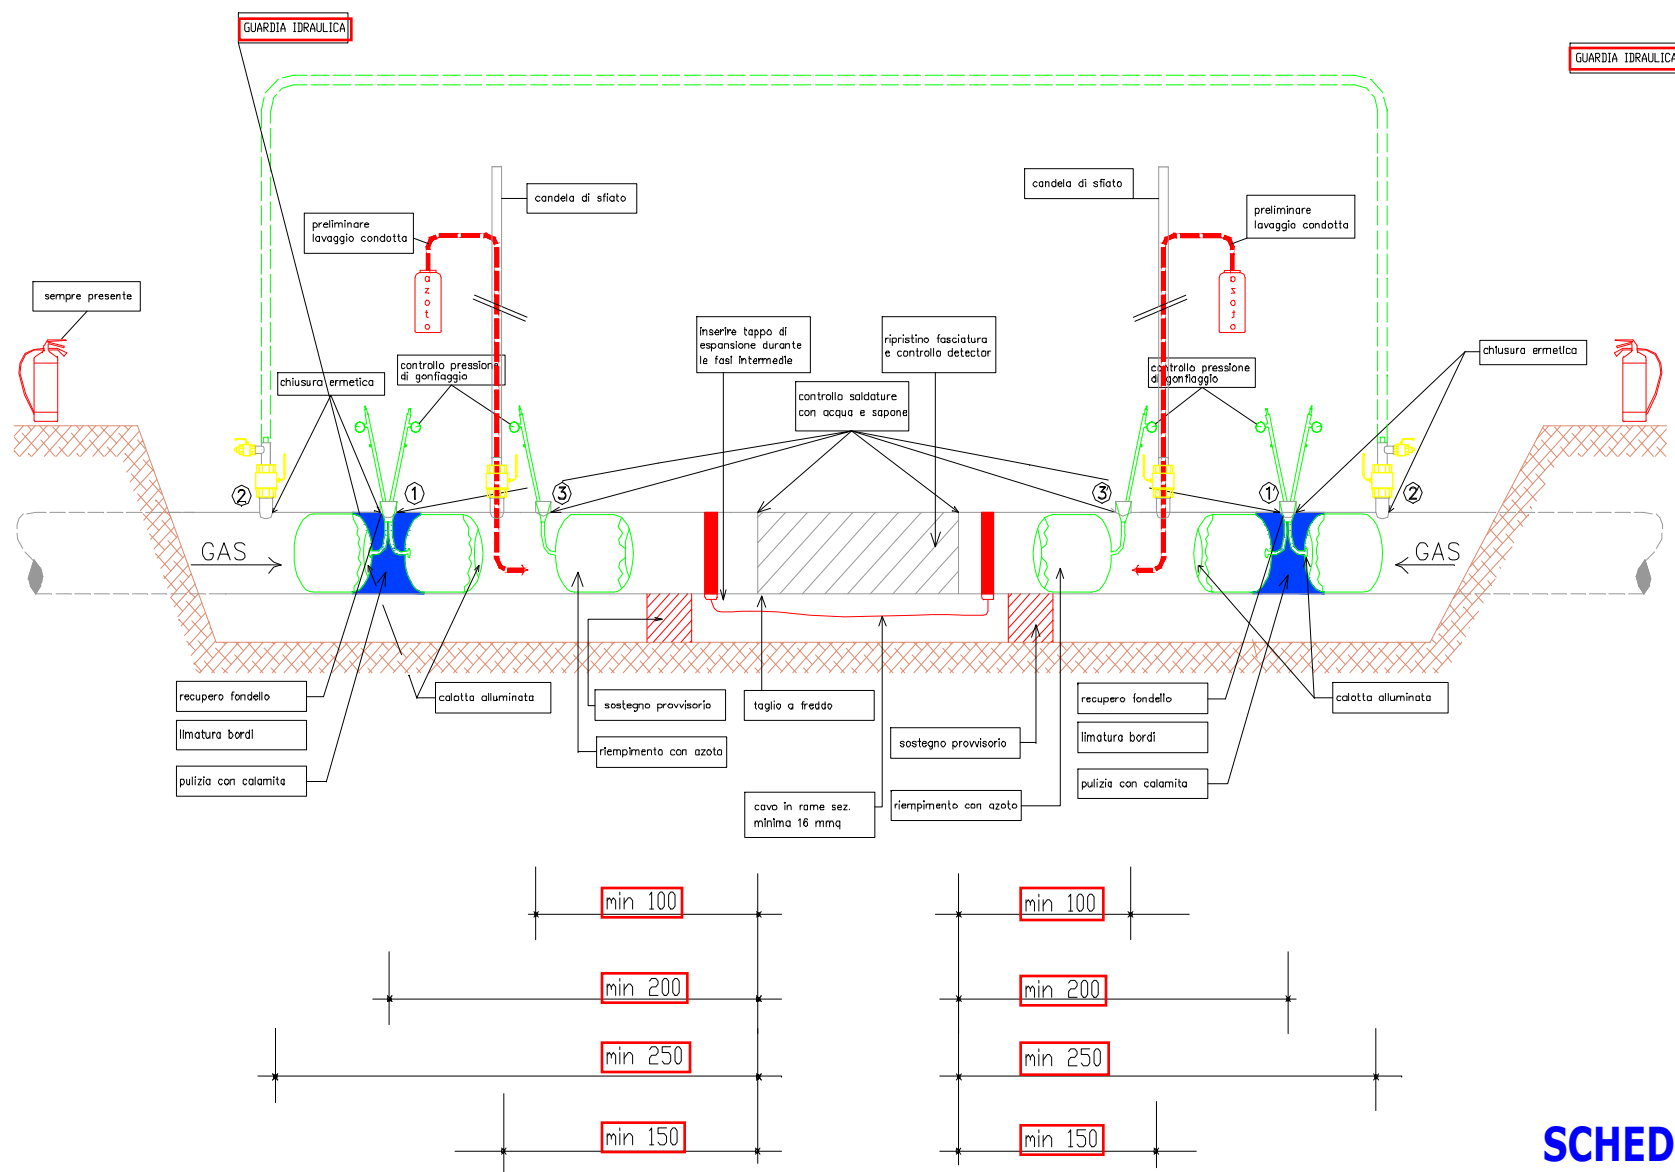 GUARDIA IDRAULICA
GUARDIA IDRAULICA
candela di sfiato
candela di sfiato
preliminare
lavaggio condotta
preliminare
lavaggio condotta
azoto
azoto
sempre presente
inserire tappo di
espansione durante
le fasi intermedie
ripristino fasciatura
e controllo detector
controllo pressione
di gonfiaggio
controllo pressione
di gonfiaggio
chiusura ermetica
chiusura ermetica
controllo saldature
con acqua e sapone
2
1
3
3
1
2
GAS
GAS
recupero fondello
calotta alluminata
sostegno provvisorio
taglio a freddo
recupero fondello
calotta alluminata
limatura bordi
limatura bordi
riempimento con azoto
sostegno provvisorio
pulizia con calamita
pulizia con calamita
cavo in rame sez.
minima 16 mmq
riempimento con azoto
min 100
min 100
min 200
min 200
min 250
min 250
min 150
min 150
SCHED